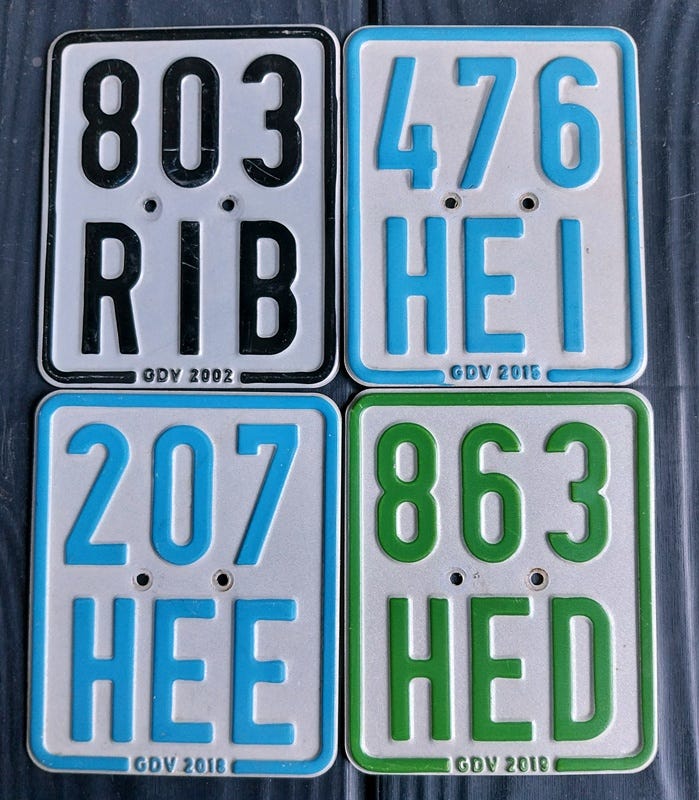 803
RIB
GDV 2002
476
HEI
GDV 2015
207
HEE
GDV 2018
863
HED
GDV 2019